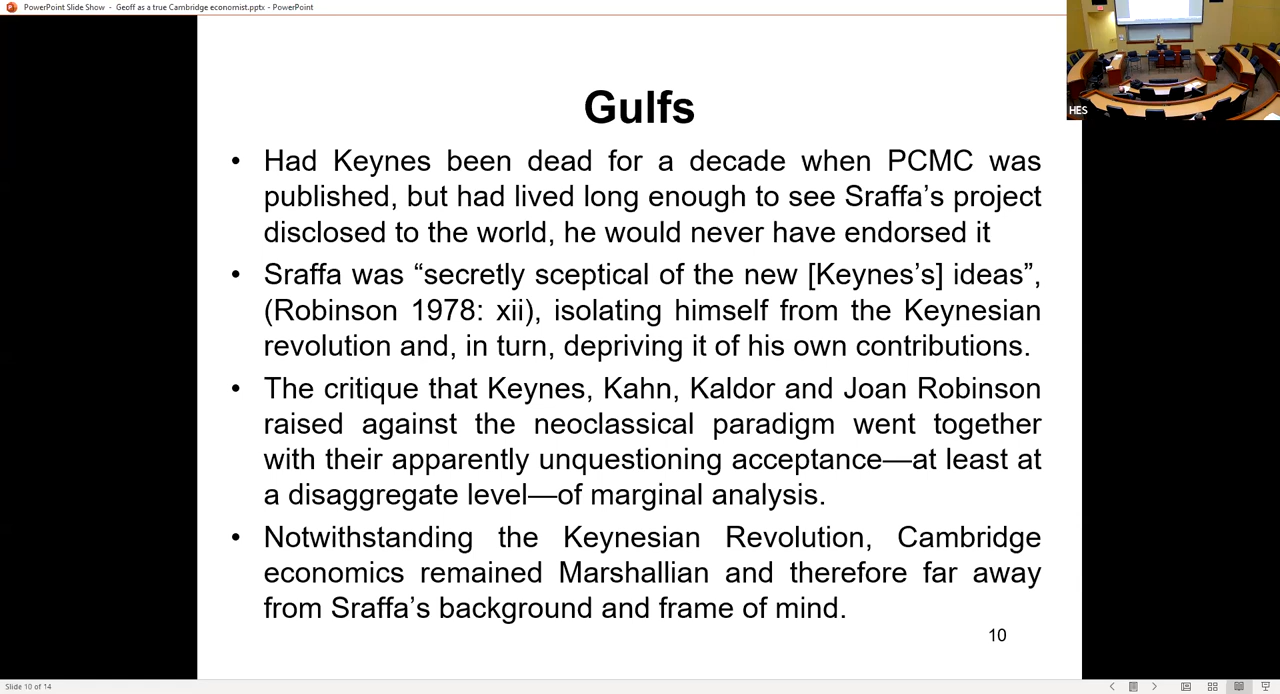 PowerPoint Slide Show - Geoff as a true Cambridge economist.pptx - PowerPoint
HES
Gulfs
• Had Keynes been dead for a decade when PCMC was
published, but had lived long enough to see Sraffa’s project
disclosed to the world, he would never have endorsed it
• Sraffa was “secretly sceptical of the new [Keynes’s] ideas”,
(Robinson 1978: xii), isolating himself from the Keynesian
revolution and, in turn, depriving it of his own contributions.
• The critique that Keynes, Kahn, Kaldor and Joan Robinson
raised against the neoclassical paradigm went together
with their apparently unquestioning acceptance—at least at
a disaggregate level—of marginal analysis.
• Notwithstanding the Keynesian Revolution, Cambridge
economics remained Marshallian and therefore far away
from Sraffa’s background and frame of mind.
10
Slide 10 of 14